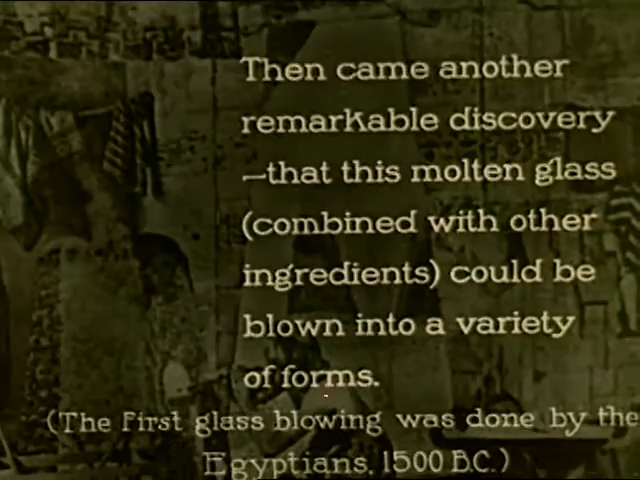 Then came another
remarkable discovery
—that this molten glass
(combined with other
ingredients) could be
blown into a variety
of forms.
(The first glass blowing was done by the
Egyptians, 1500 B.C.)